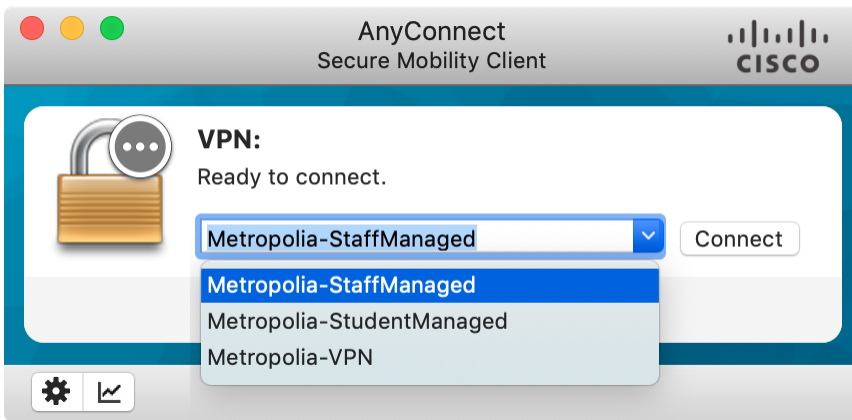 AnyConnect
Secure Mobility Client
CISCO
VPN:
Ready to connect.
Metropolia-StaffManaged
Connect
Metropolia-StaffManaged
Metropolia-StudentManaged
Metropolia-VPN